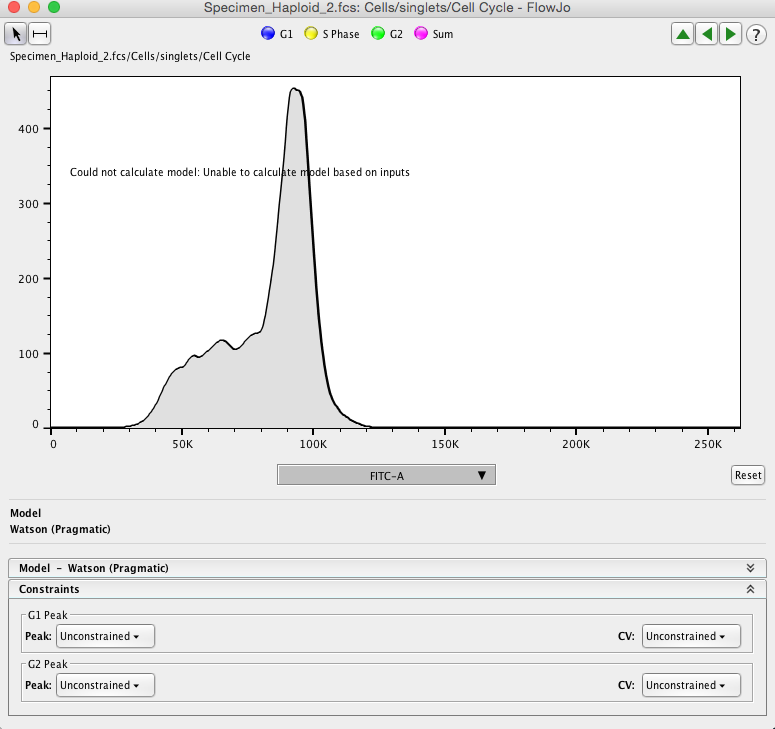 Specimen_Haploid_2.fcs: Cells/singlets/Cell Cycle - FlowJo
G1 S Phase G2 Sum
?
Specimen_Haploid_2.fcs/Cells/singlets/Cell Cycle
400
Could not calculate model: Unable to calculate model based on inputs
300
200
100
0
0 50K 100K 150K 200K 250K
FITC-A Reset
Model
Watson (Pragmatic)
Model - Watson (Pragmatic)
Constraints
G1 Peak
Peak: Unconstrained CV: Unconstrained
G2 Peak
Peak: Unconstrained CV: Unconstrained